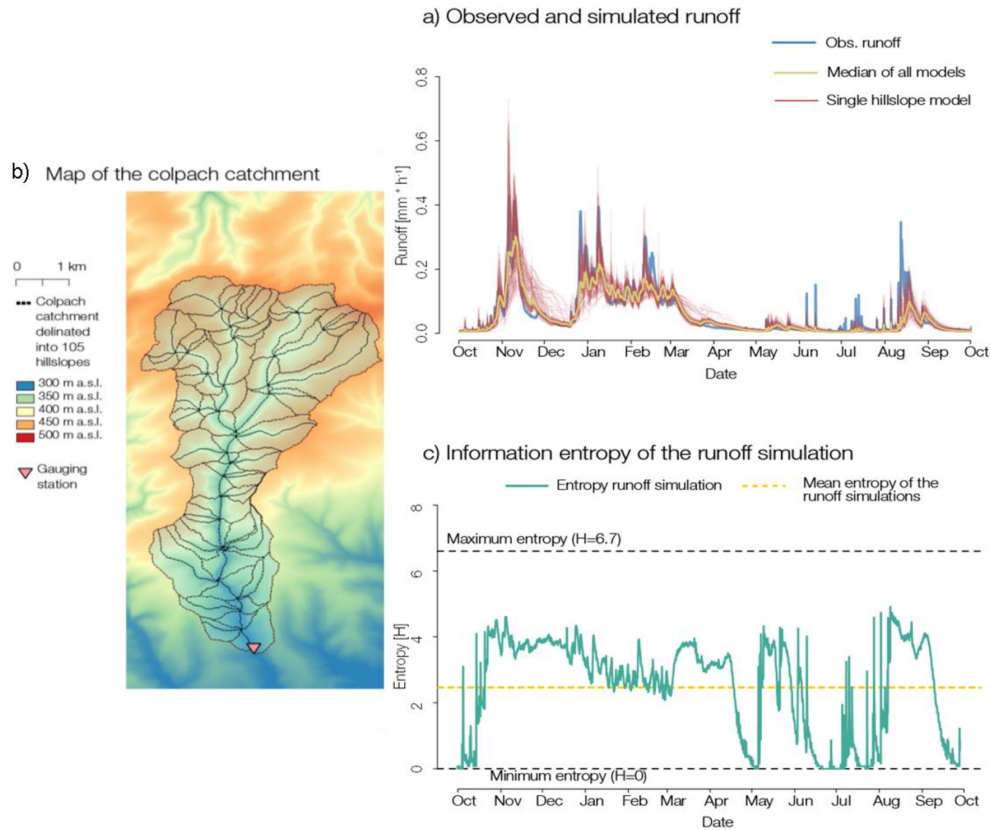 a) Observed and simulated runoff
Obs. runoff
Median of all models
Single hillslope model
0.8
0.6
0.4
0.2
0.0
Runoff [mm * h⁻¹]
Oct Nov Dec Jan Feb Mar Apr May Jun Jul Aug Sep Oct
Date
b) Map of the colpach catchment
0 1 km
Colpach
catchment
delinated
into 105
hillslopes
300 m a.s.l.
350 m a.s.l.
400 m a.s.l.
450 m a.s.l.
500 m a.s.l.
Gauging
station
c) Information entropy of the runoff simulation
Entropy runoff simulation
Mean entropy of the
runoff simulations
8
6
4
2
0
Entropy [H]
Maximum entropy (H=6.7)
Minimum entropy (H=0)
Oct Nov Dec Jan Feb Mar Apr May Jun Jul Aug Sep Oct
Date